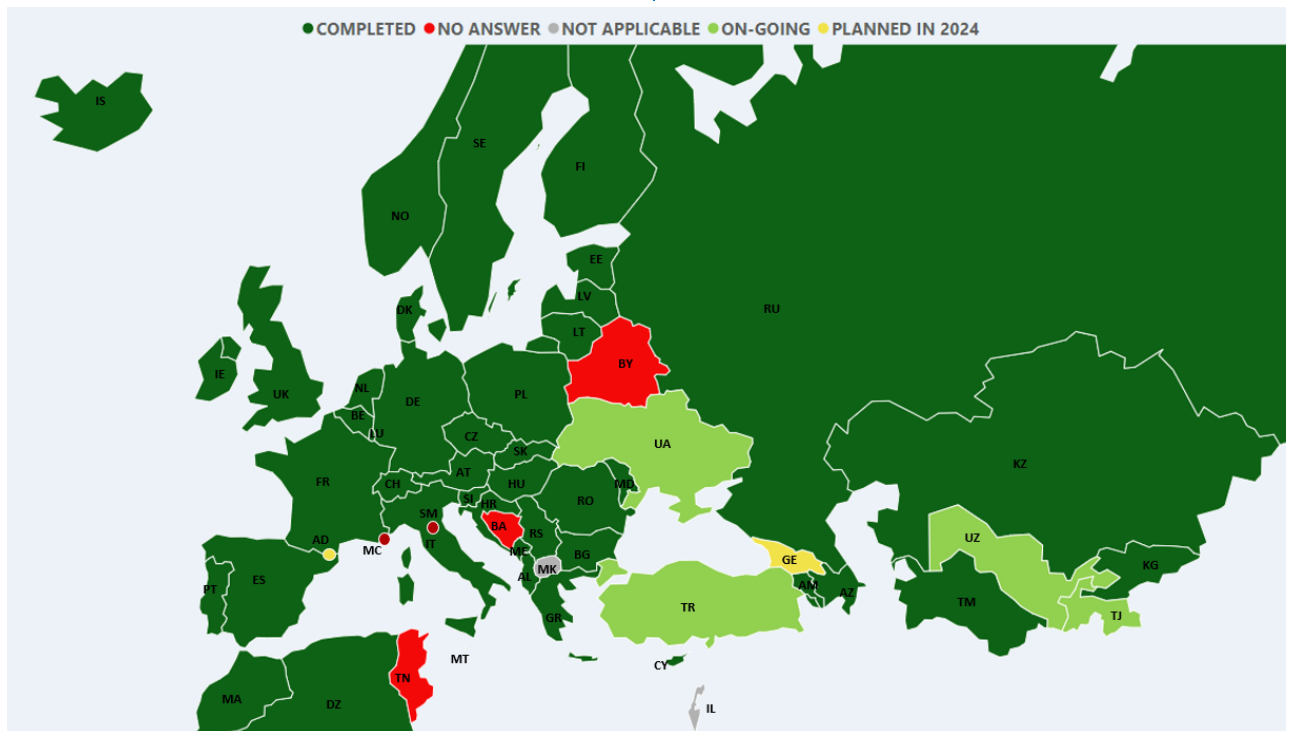 COMPLETED NO ANSWER NOT APPLICABLE ON-GOING PLANNED IN 2024
IS
SE
FI
NO
EE
LV
DK
RU
LT
BY
IE
UK
NL
BE
LU
DE
PL
CZ
SK
UA
KZ
FR
CH
AT
HU
RO
MD
SI
HR
SM
BA
RS
IT
AD
MC
ME
BG
MK
AL
GR
GE
AM
AZ
UZ
KG
TM
TJ
PT
ES
TR
MT
CY
MA
DZ
TN
IL